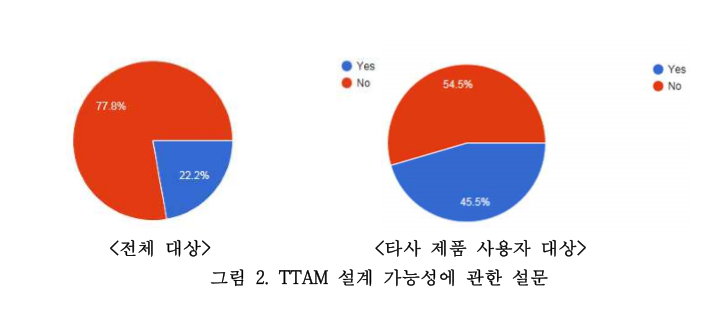 Yes
No
77.8%
22.2%
Yes
No
54.5%
45.5%
<전체 대상>
<타사 제품 사용자 대상>
그림 2. TTAM 설계 가능성에 관한 설문